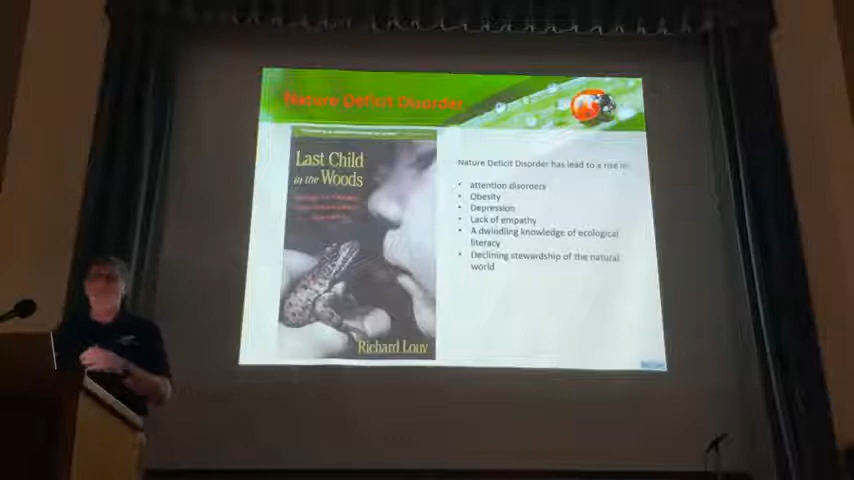 Nature Deficit Disorder
Last Child
in the Woods
Richard Louv
Nature Deficit Disorder has lead to a rise in:
• attention disorders
• Obesity
• Depression
• Lack of empathy
• A dwindling knowledge of ecological
literacy
• Declining stewardship of the natural
world